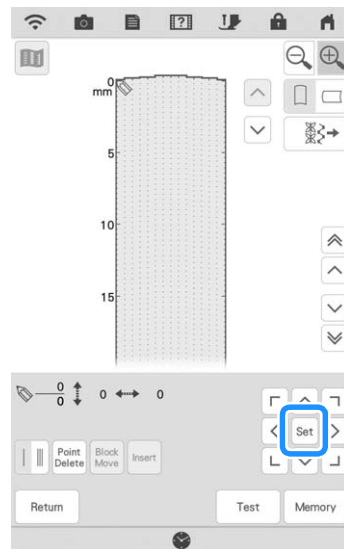 ?
0
mm
5
10
15
0
0
0
0
Set
Point
Delete
Block
Move
Insert
Return
Test
Memory